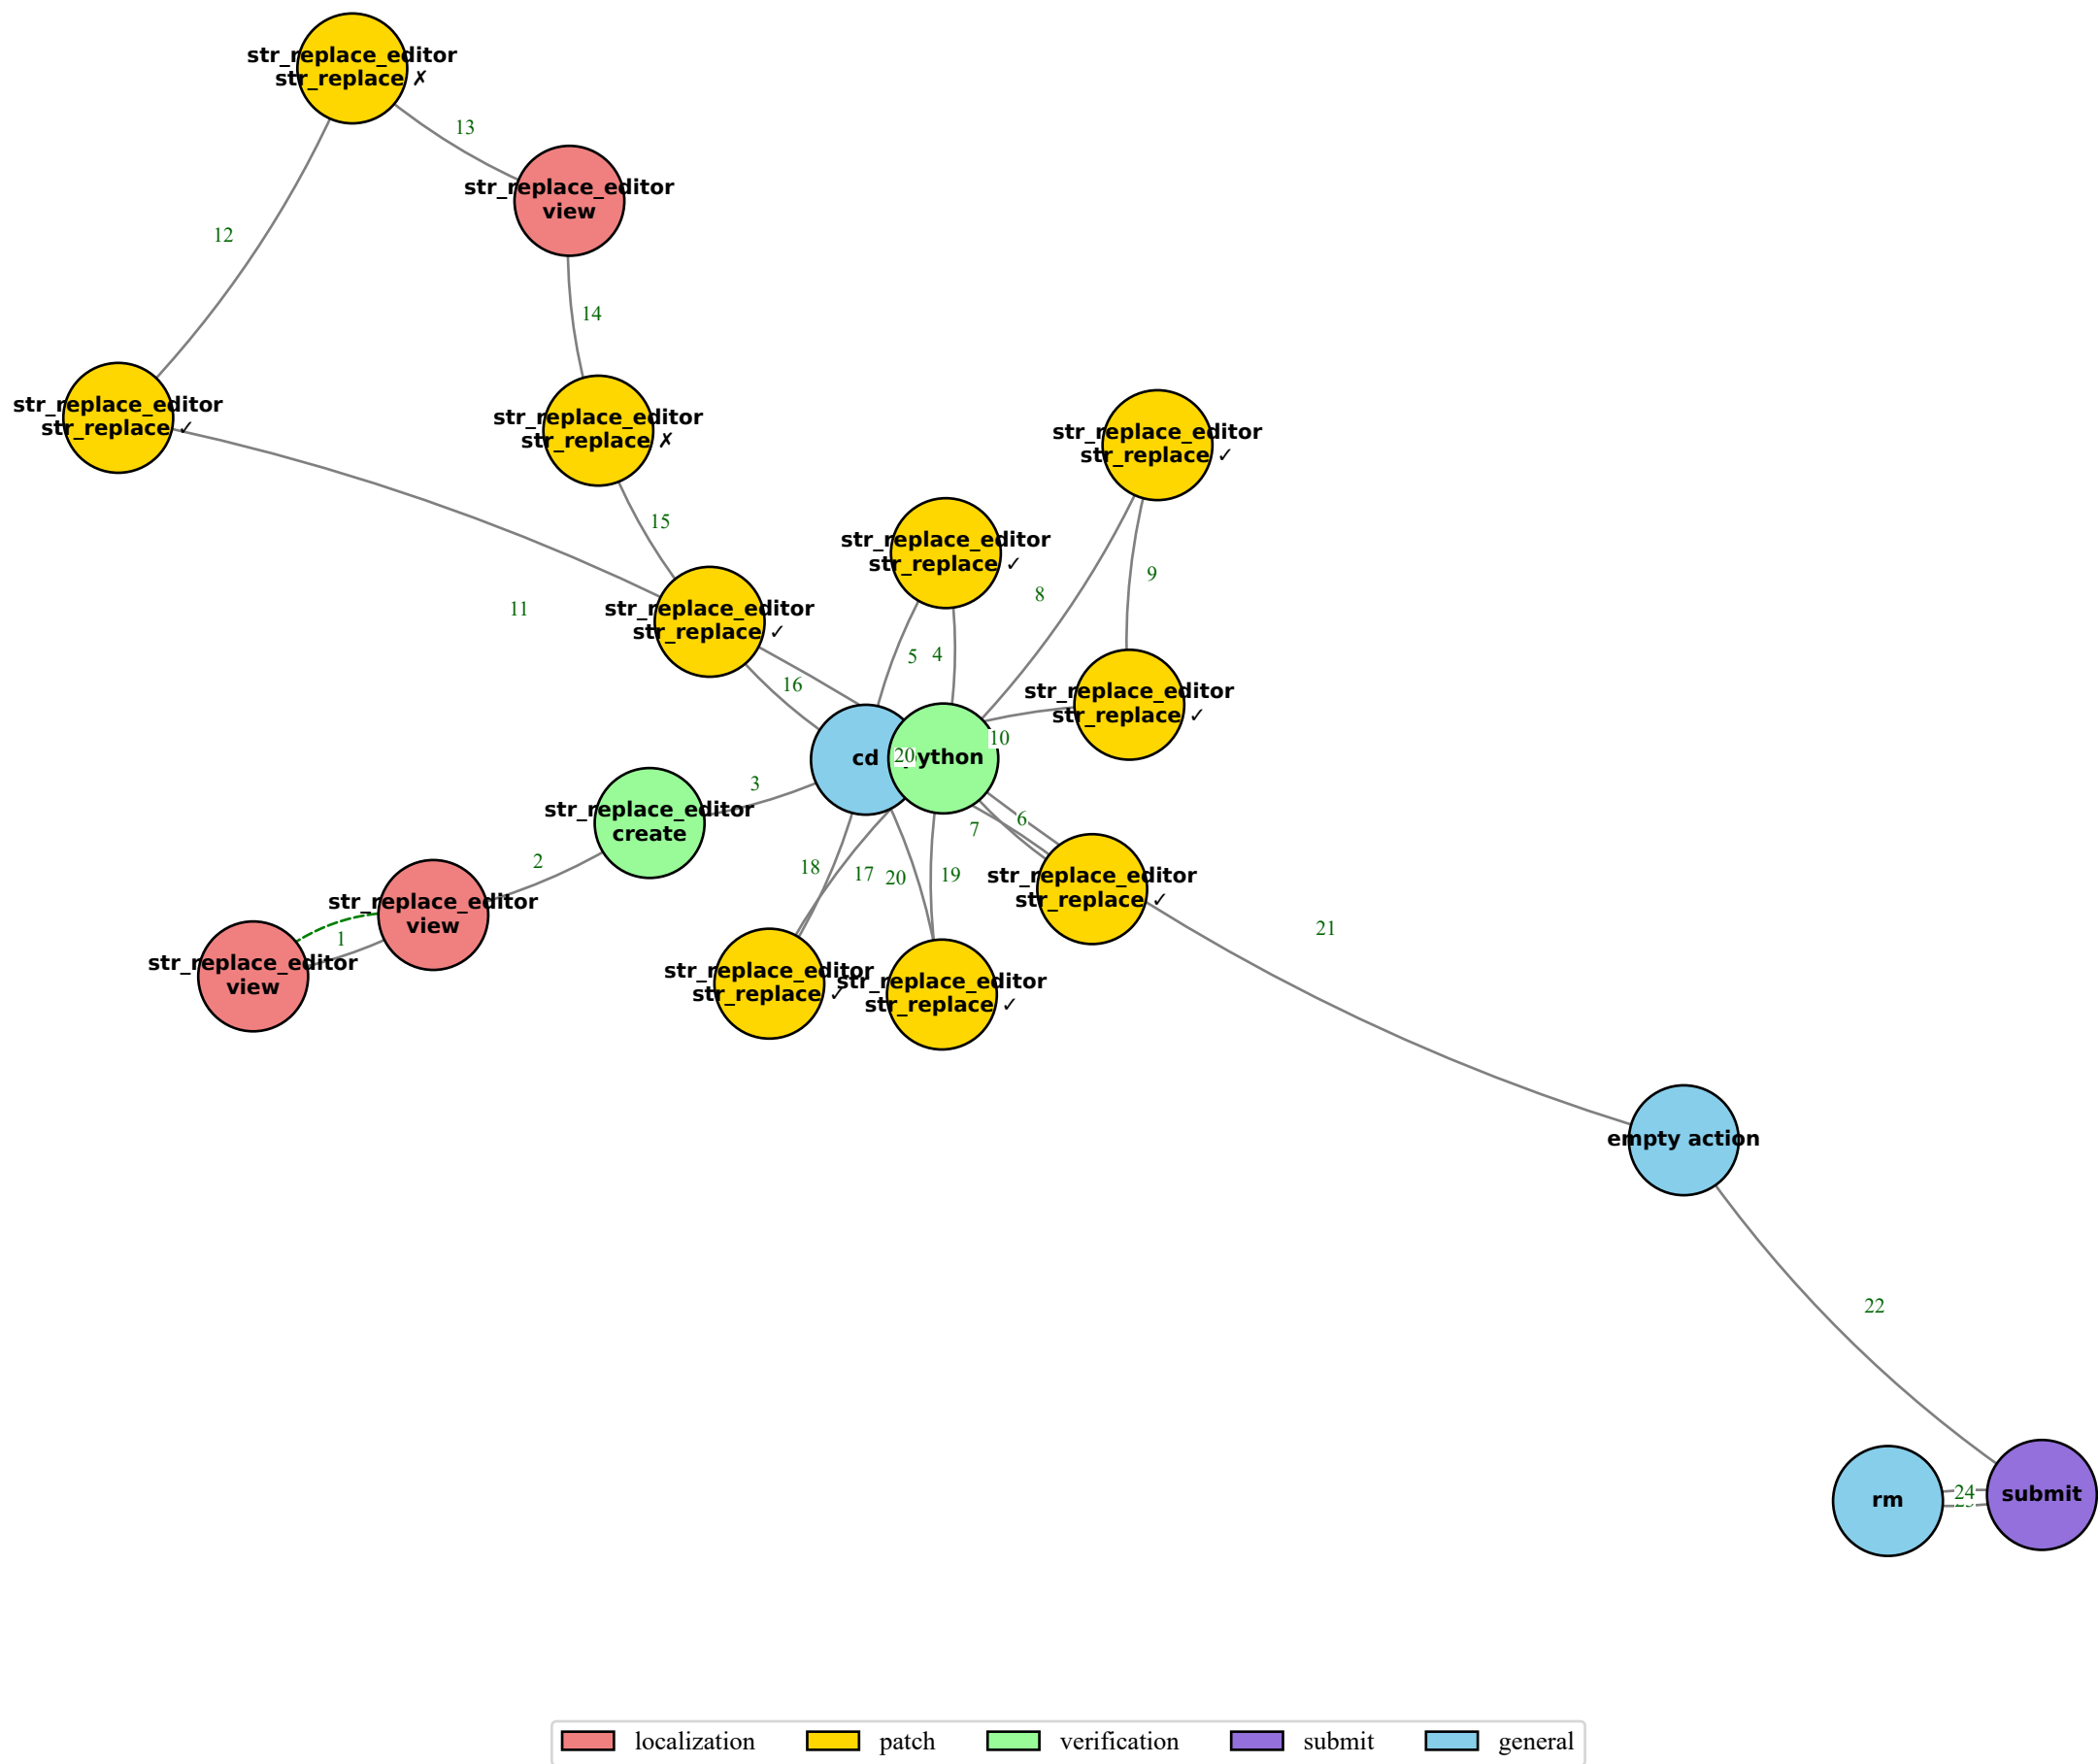 str_replace_editor
str_replace ✗
13
str_replace_editor
view
12
14
str_replace_editor
str_replace ✓
str_replace_editor
str_replace ✗
str_replace_editor
str_replace ✓
15
str_replace_editor
str_replace ✓
9
8
11
str_replace_editor
str_replace ✓
5
4
16
str_replace_editor
str_replace ✓
10
cd
20
ython
3
str_replace_editor
create
6
7
2
18
17
20
19
str_replace_editor
str_replace ✓
str_replace_editor
view
1
21
str_replace_editor
view
str_replace_editor
str_replace ✓
str_replace_editor
str_replace ✓
empty action
22
24
rm
submit
localization
patch
verification
submit
general